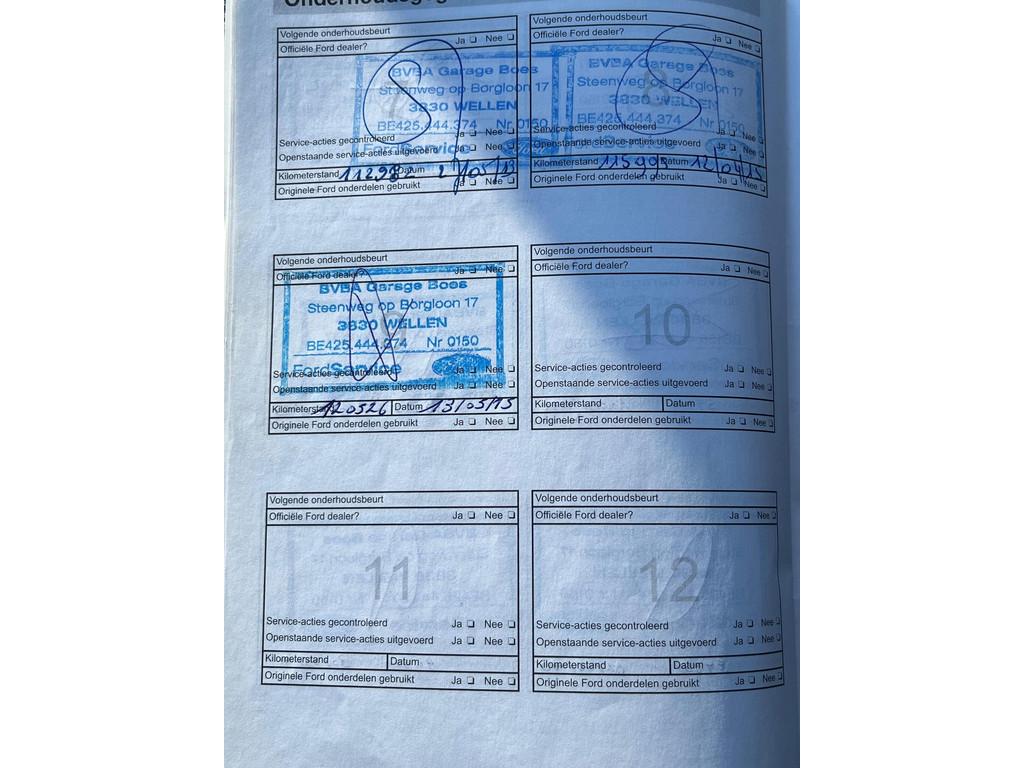 Volgende onderhoudsbeurt
Officiële Ford dealer? Ja Nee
BVBA Garage Boes
Steenweg op Borgloon
3830 WELLEN
BE425.444.374 Nr 0150
Service-acties gecontroleerd Ja Nee
Openstaande service-acties uitgevoerd Ja Nee
FordService Ford
Kilometerstand 112982 Datum
Originele Ford onderdelen gebruikt Ja Nee
Volgende onderhoudsbeurt
Officiële Ford dealer? Ja Nee
8
BVBA Garage Boes
Steenweg op Borgloon 17
3830 WELLEN
BE425.444.374 Nr 0150
Service-acties gecontroleerd Ja Nee
Openstaande service-acties uitgevoerd Ja Nee
Kilometerstand Datum 12/04/15
Originele Ford onderdelen gebruikt Ja Nee
Volgende onderhoudsbeurt
Officiële Ford dealer? Ja Nee
BVBA Garage Boes
Steenweg op Borgloon 17
3830 WELLEN
BE425.444.374 Nr 0150
FordService Ford
Service-acties gecontroleerd Ja Nee
Openstaande service-acties uitgevoerd Ja Nee
Kilometerstand 120526 Datum
Originele Ford onderdelen gebruikt Ja Nee
Volgende onderhoudsbeurt
Officiële Ford dealer? Ja Nee
10
Service-acties gecontroleerd Ja Nee
Openstaande service-acties uitgevoerd Ja Nee
Kilometerstand Datum
Originele Ford onderdelen gebruikt Ja Nee
Volgende onderhoudsbeurt
Officiële Ford dealer? Ja Nee
11
Service-acties gecontroleerd Ja Nee
Openstaande service-acties uitgevoerd Ja Nee
Kilometerstand Datum
Originele Ford onderdelen gebruikt Ja Nee
Volgende onderhoudsbeurt
Officiële Ford dealer? Ja Nee
12
Service-acties gecontroleerd Ja Nee
Openstaande service-acties uitgevoerd Ja Nee
Kilometerstand Datum
Originele Ford onderdelen gebruikt Ja Nee